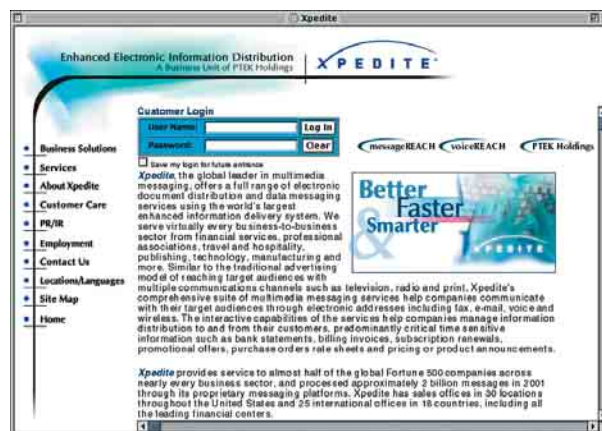 Xpedite
Enhanced Electronic Information Distribution
A Business Unit of PTEK Holdings
XPEDITE
Customer Login
User Name:
Log In
Password:
Clear
Save my login for future entrance
messageREACH
voiceREACH
PTEK Holdings
Business Solutions
Services
About Xpedite
Customer Care
PR/IR
Employment
Contact Us
Locations/Languages
Site Map
Home
Better
Faster
& Smarter
XPEDITE
Xpedite, the global leader in multimedia
messaging, offers a full range of electronic
document distribution and data messaging
services using the world's largest
enhanced information delivery system. We
serve virtually every business-to-business
sector from financial services, professional
associations, travel and hospitality,
publishing, technology, manufacturing and
more. Similar to the traditional advertising
model of reaching target audiences with
multiple communications channels such as television, radio and print, Xpedite's
comprehensive suite of multimedia messaging services help companies communicate
with their target audiences through electronic addresses including fax, e-mail, voice and
wireless. The interactive capabilities of the services help companies manage information
distribution to and from their customers, predominantly critical time sensitive
information such as bank statements, billing invoices, subscription renewals,
promotional offers, purchase orders rate sheets and pricing or product announcements.
Xpedite provides service to almost half of the global Fortune 500 companies across
nearly every business sector, and processed approximately 2 billion messages in 2001
through its proprietary messaging platforms. Xpedite has sales offices in 30 locations
throughout the United States and 25 international offices in 18 countries, including all
the leading financial centers.